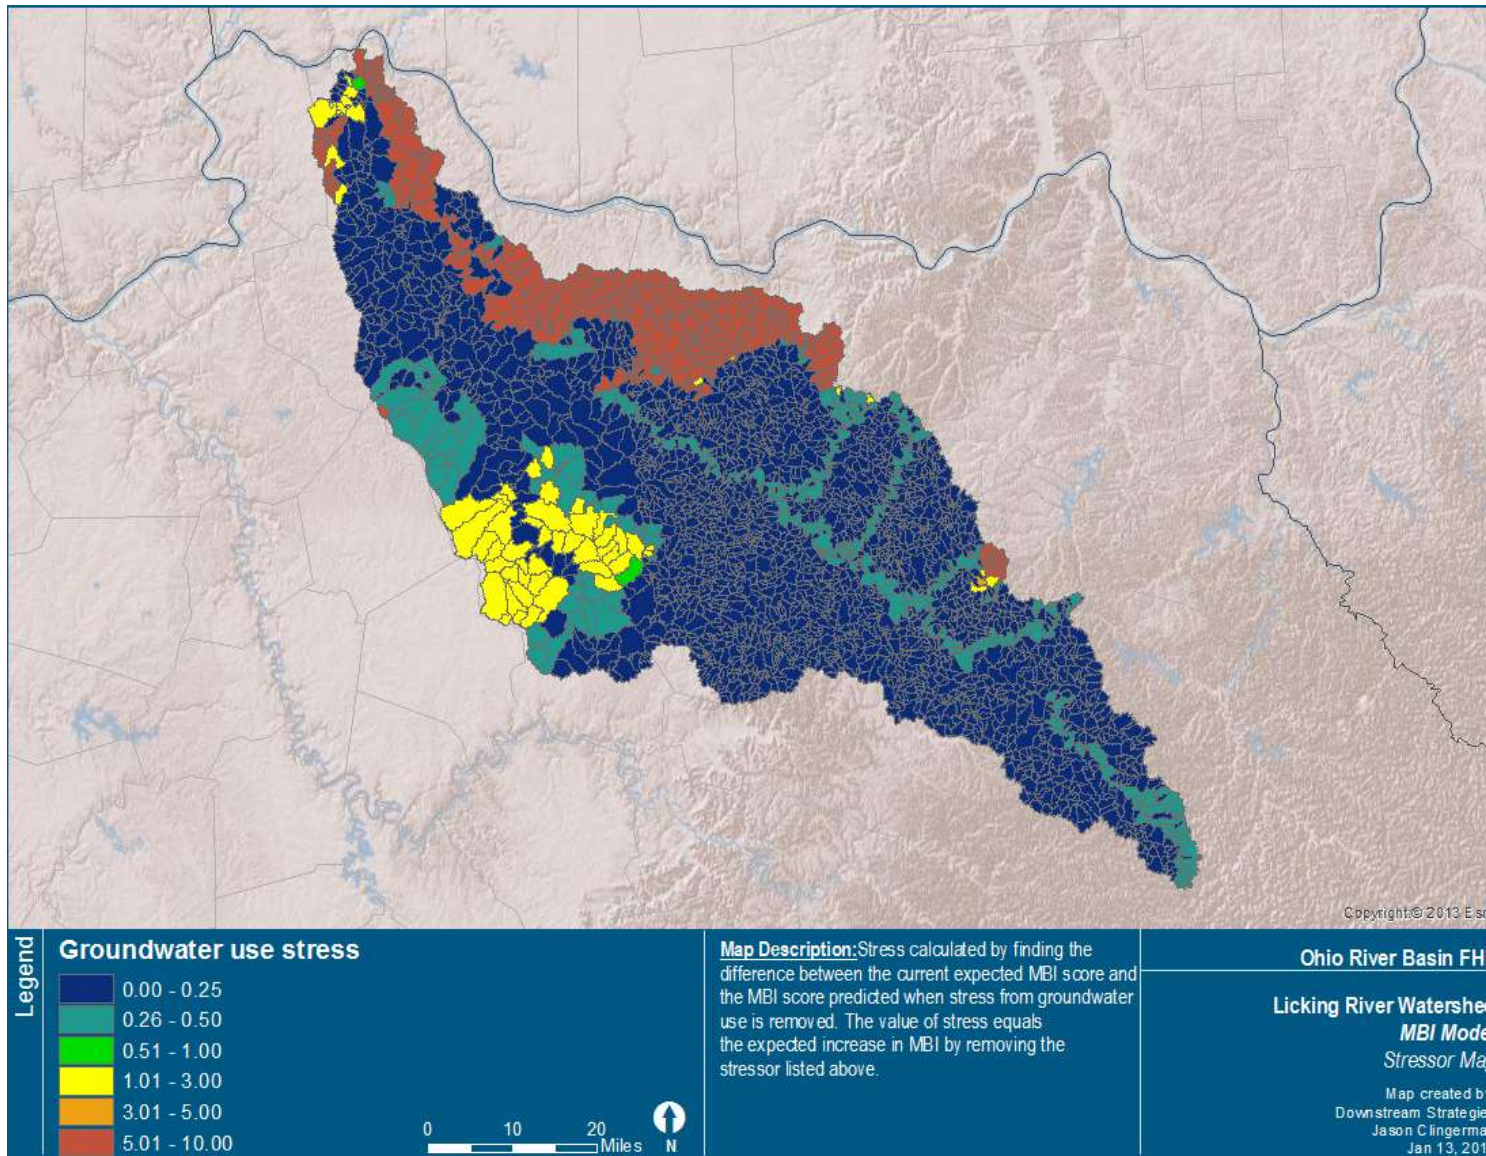 Copyright:© 2013 Esr
Legend
Groundwater use stress
0.00 - 0.25
0.26 - 0.50
0.51 - 1.00
1.01 - 3.00
3.01 - 5.00
5.01 - 10.00
0 10 20
Miles
N
Map Description:Stress calculated by finding the
difference between the current expected MBI score and
the MBI score predicted when stress from groundwater
use is removed. The value of stress equals
the expected increase in MBI by removing the
stressor listed above.
Ohio River Basin FH
Licking River Watershe
MBI Mode
Stressor Ma
Map created b
Downstream Strategie
Jason Clingerma
Jan 13, 201